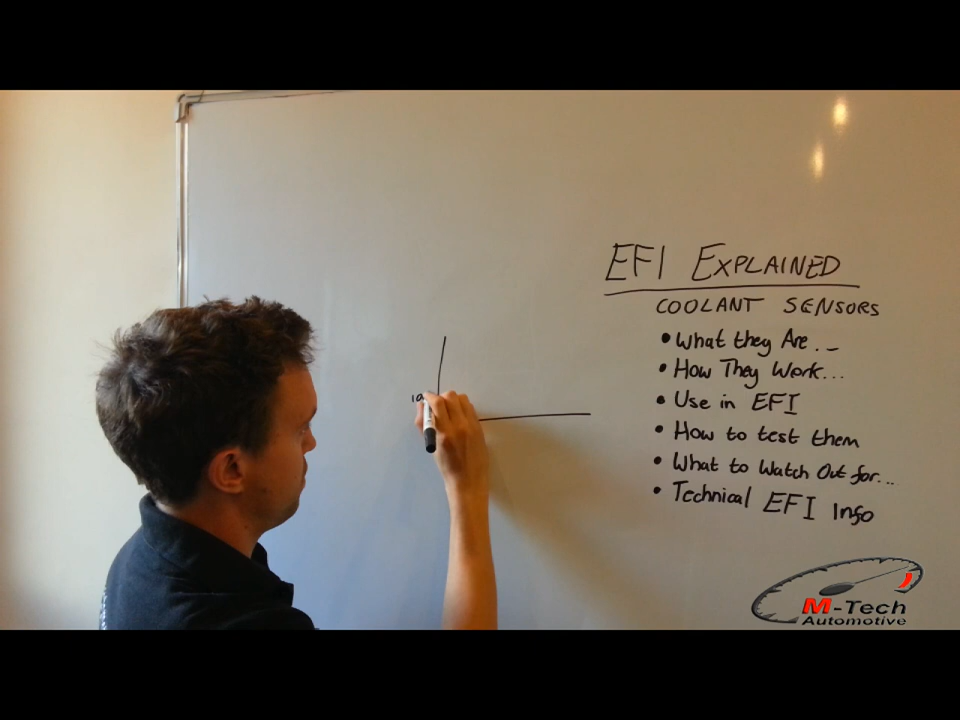 EFI EXPLAINED
COOLANT SENSORS
• What they Are...
• How They Work...
• Use in EFI
• How to test them
• What to Watch Out for...
• Technical EFI Info
M-Tech
Automotive